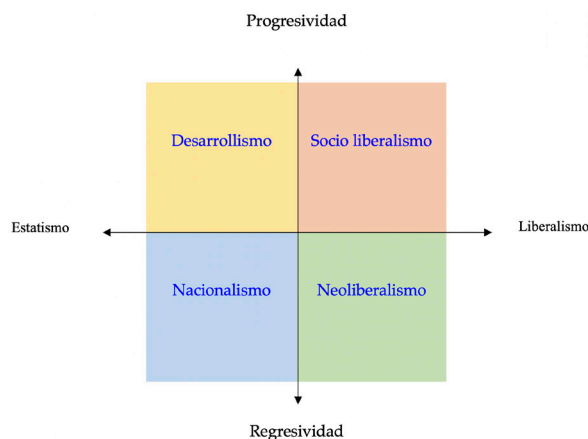 Progresividad
Desarrollismo
Socio liberalismo
Estatismo
Liberalismo
Nacionalismo
Neoliberalismo
Regresividad